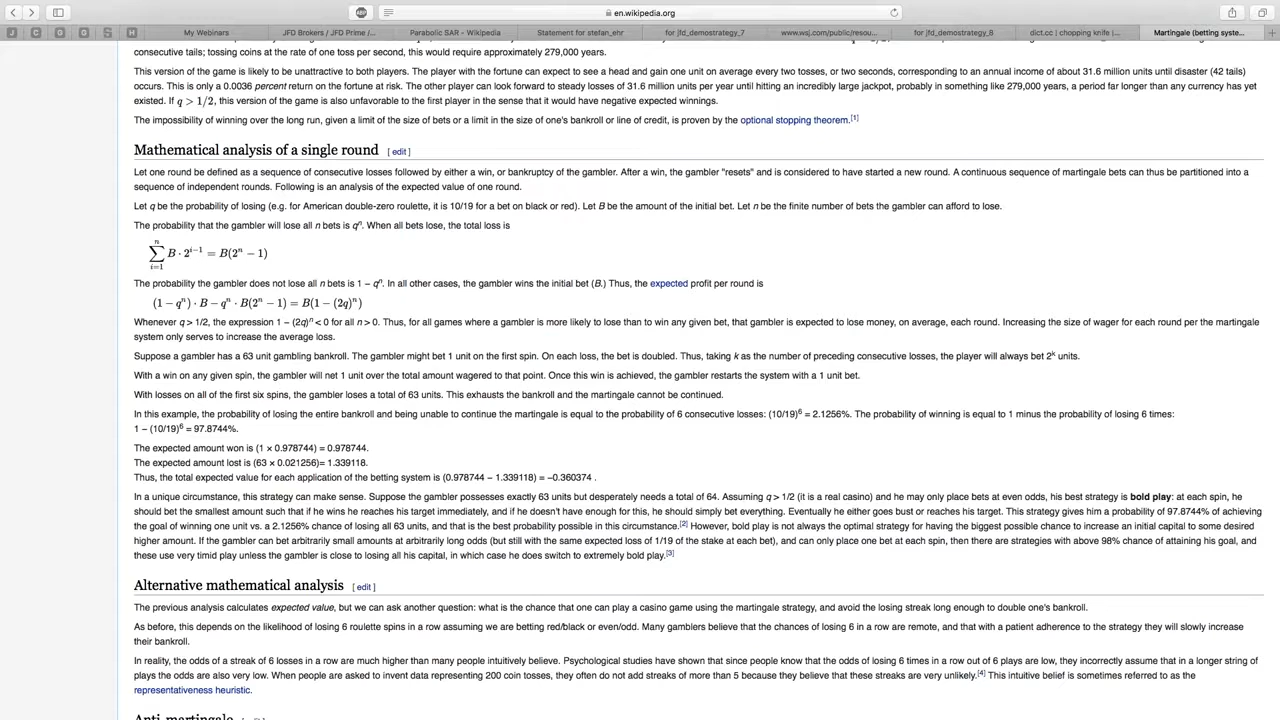 en.wikipedia.org
J C O O S H My Webinars JFD Brokers / JFD Prime /... Parabolic SAR - Wikipedia Statement for stefan_ehr for jfd_demostrategy_7 www.wsj.com/public/resou... for jfd_demostrategy_8 dict.cc | chopping knife |... Martingale (betting syste...
consecutive tails; tossing coins at the rate of one toss per second, this would require approximately 279,000 years.
This version of the game is likely to be unattractive to both players. The player with the fortune can expect to see a head and gain one unit on average every two tosses, or two seconds, corresponding to an annual income of about 31.6 million units until disaster (42 tails)
occurs. This is only a 0.0036 percent return on the fortune at risk. The other player can look forward to steady losses of 31.6 million units per year until hitting an incredibly large jackpot, probably in something like 279,000 years, a period far longer than any currency has yet
existed. If q > 1/2, this version of the game is also unfavorable to the first player in the sense that it would have negative expected winnings.
The impossibility of winning over the long run, given a limit of the size of bets or a limit in the size of one's bankroll or line of credit, is proven by the optional stopping theorem.[1]
Mathematical analysis of a single round [ edit ]
Let one round be defined as a sequence of consecutive losses followed by either a win, or bankruptcy of the gambler. After a win, the gambler "resets" and is considered to have started a new round. A continuous sequence of martingale bets can thus be partitioned into a
sequence of independent rounds. Following is an analysis of the expected value of one round.
Let q be the probability of losing (e.g. for American double-zero roulette, it is 10/19 for a bet on black or red). Let B be the amount of the initial bet. Let n be the finite number of bets the gambler can afford to lose.
The probability that the gambler will lose all n bets is qⁿ. When all bets lose, the total loss is
n
∑ B · 2^{i−1} = B(2ⁿ − 1)
i=1
The probability the gambler does not lose all n bets is 1 − qⁿ. In all other cases, the gambler wins the initial bet (B.) Thus, the expected profit per round is
(1 − qⁿ) · B − qⁿ · B(2ⁿ − 1) = B(1 − (2q)ⁿ)
Whenever q > 1/2, the expression 1 − (2q)ⁿ < 0 for all n > 0. Thus, for all games where a gambler is more likely to lose than to win any given bet, that gambler is expected to lose money, on average, each round. Increasing the size of wager for each round per the martingale
system only serves to increase the average loss.
Suppose a gambler has a 63 unit gambling bankroll. The gambler might bet 1 unit on the first spin. On each loss, the bet is doubled. Thus, taking k as the number of preceding consecutive losses, the player will always bet 2ᵏ units.
With a win on any given spin, the gambler will net 1 unit over the total amount wagered to that point. Once this win is achieved, the gambler restarts the system with a 1 unit bet.
With losses on all of the first six spins, the gambler loses a total of 63 units. This exhausts the bankroll and the martingale cannot be continued.
In this example, the probability of losing the entire bankroll and being unable to continue the martingale is equal to the probability of 6 consecutive losses: (10/19)⁶ = 2.1256%. The probability of winning is equal to 1 minus the probability of losing 6 times:
1 − (10/19)⁶ = 97.8744%.
The expected amount won is (1 × 0.978744) = 0.978744.
The expected amount lost is (63 × 0.021256)= 1.339118.
Thus, the total expected value for each application of the betting system is (0.978744 − 1.339118) = −0.360374 .
In a unique circumstance, this strategy can make sense. Suppose the gambler possesses exactly 63 units but desperately needs a total of 64. Assuming q > 1/2 (it is a real casino) and he may only place bets at even odds, his best strategy is bold play: at each spin, he
should bet the smallest amount such that if he wins he reaches his target immediately, and if he doesn't have enough for this, he should simply bet everything. Eventually he either goes bust or reaches his target. This strategy gives him a probability of 97.8744% of achieving
the goal of winning one unit vs. a 2.1256% chance of losing all 63 units, and that is the best probability possible in this circumstance.[2] However, bold play is not always the optimal strategy for having the biggest possible chance to increase an initial capital to some desired
higher amount. If the gambler can bet arbitrarily small amounts at arbitrarily long odds (but still with the same expected loss of 1/19 of the stake at each bet), and can only place one bet at each spin, then there are strategies with above 98% chance of attaining his goal, and
these use very timid play unless the gambler is close to losing all his capital, in which case he does switch to extremely bold play.[3]
Alternative mathematical analysis [ edit ]
The previous analysis calculates expected value, but we can ask another question: what is the chance that one can play a casino game using the martingale strategy, and avoid the losing streak long enough to double one's bankroll.
As before, this depends on the likelihood of losing 6 roulette spins in a row assuming we are betting red/black or even/odd. Many gamblers believe that the chances of losing 6 in a row are remote, and that with a patient adherence to the strategy they will slowly increase
their bankroll.
In reality, the odds of a streak of 6 losses in a row are much higher than many people intuitively believe. Psychological studies have shown that since people know that the odds of losing 6 times in a row out of 6 plays are low, they incorrectly assume that in a longer string of
plays the odds are also very low. When people are asked to invent data representing 200 coin tosses, they often do not add streaks of more than 5 because they believe that these streaks are very unlikely.[4] This intuitive belief is sometimes referred to as the
representativeness heuristic.
Anti-martingale